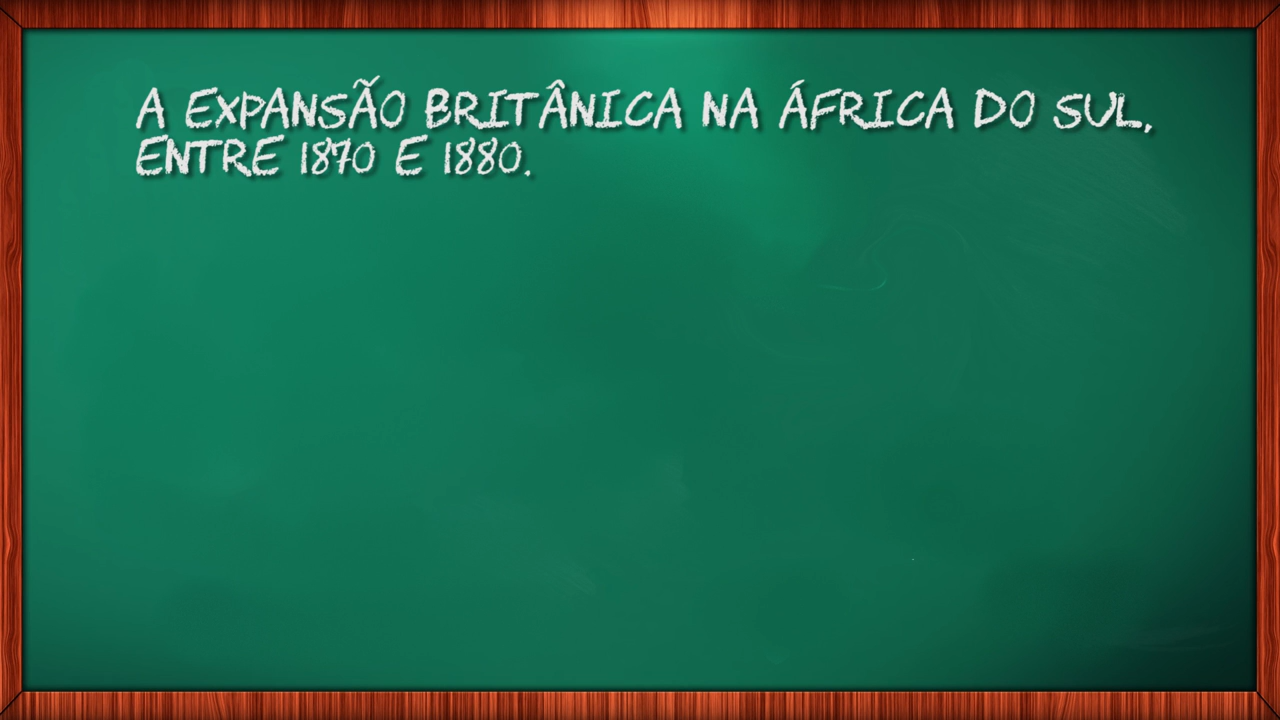 A EXPANSÃO BRITÂNICA NA ÁFRICA DO SUL,
ENTRE 1870 E 1880.